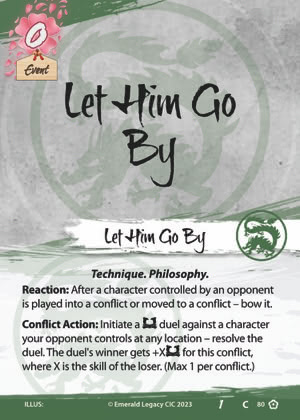 0
Event
Let Him Go
By
Let Him Go By
Technique. Philosophy.
Reaction: After a character controlled by an opponent
is played into a conflict or moved to a conflict – bow it.
Conflict Action: Initiate a duel against a character
your opponent controls at any location – resolve the
duel. The duel's winner gets +X for this conflict,
where X is the skill of the loser. (Max 1 per conflict.)
ILLUS: © Emerald Legacy CIC 2023 1 C 80